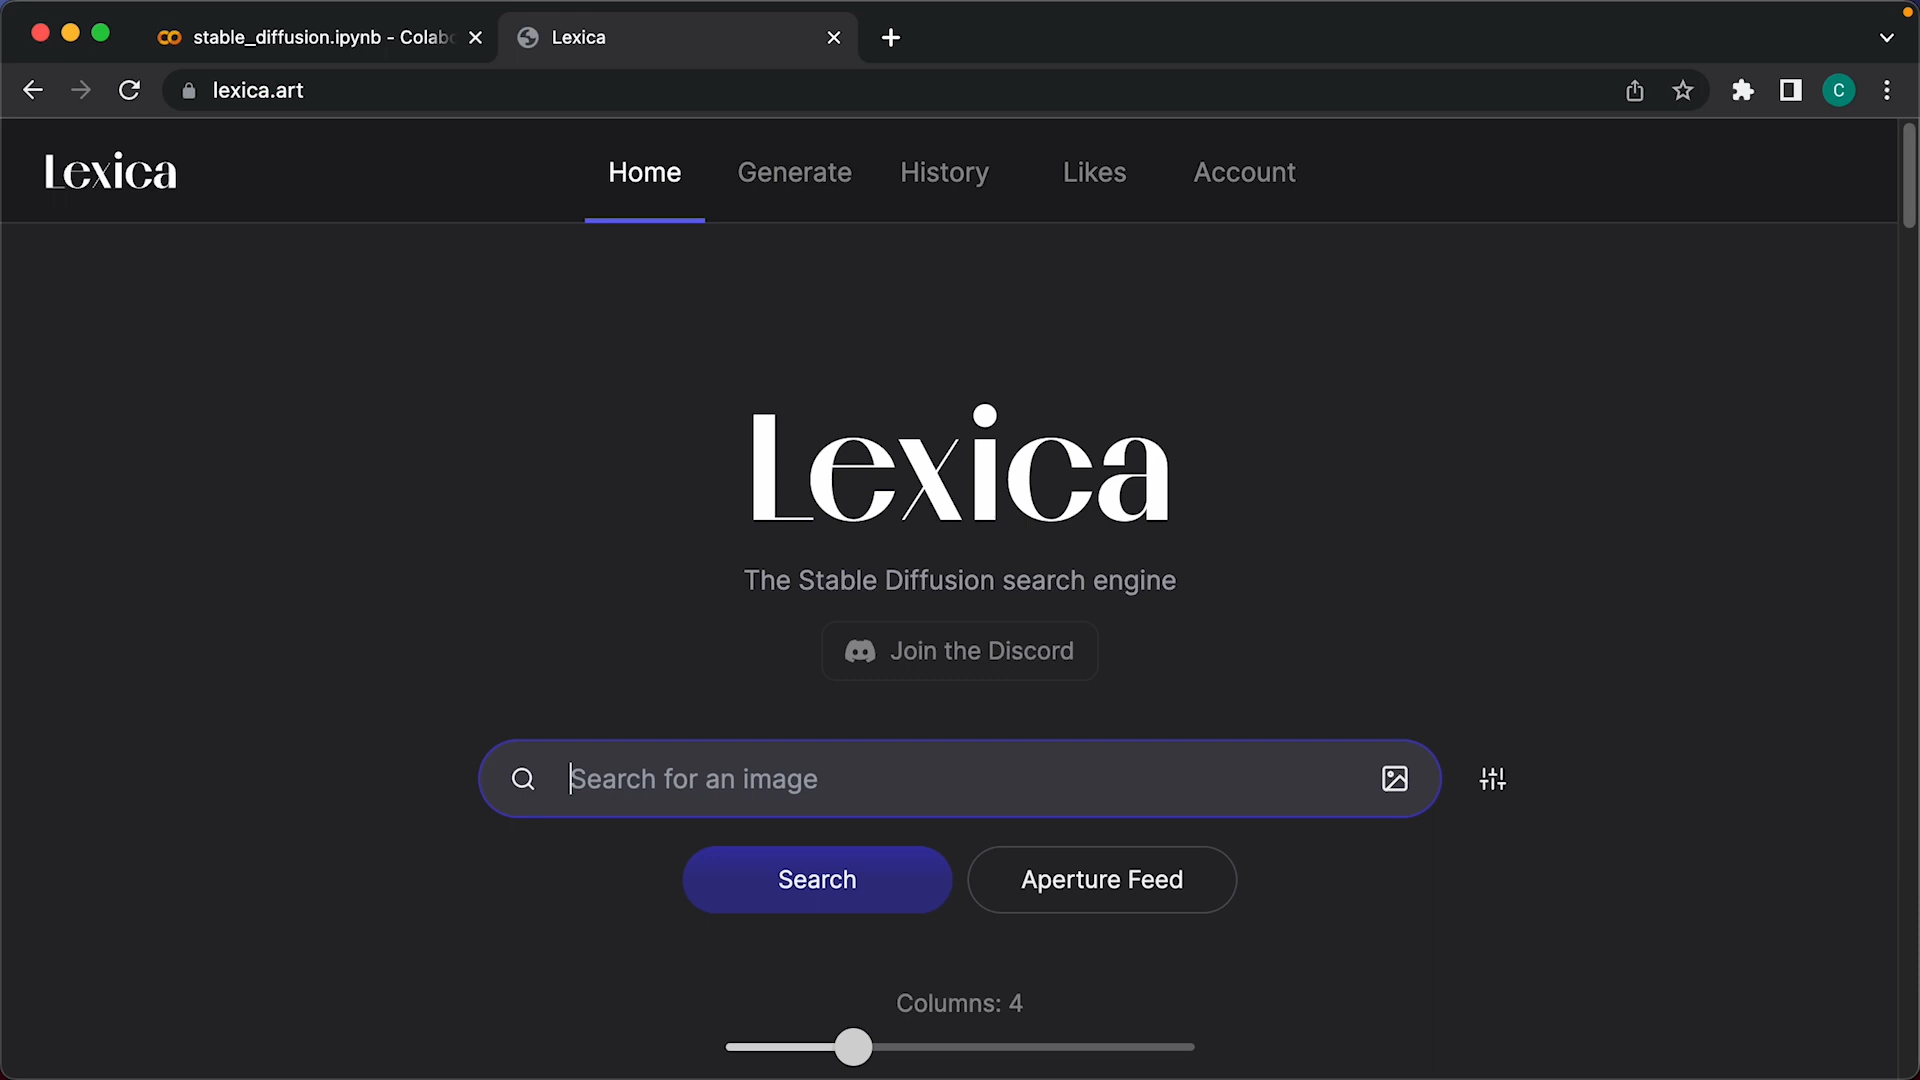 stable_diffusion.ipynb - Colab
Lexica
lexica.art
C
Lexica
Home
Generate
History
Likes
Account
Lexica
The Stable Diffusion search engine
Join the Discord
Search for an image
Search
Aperture Feed
Columns: 4